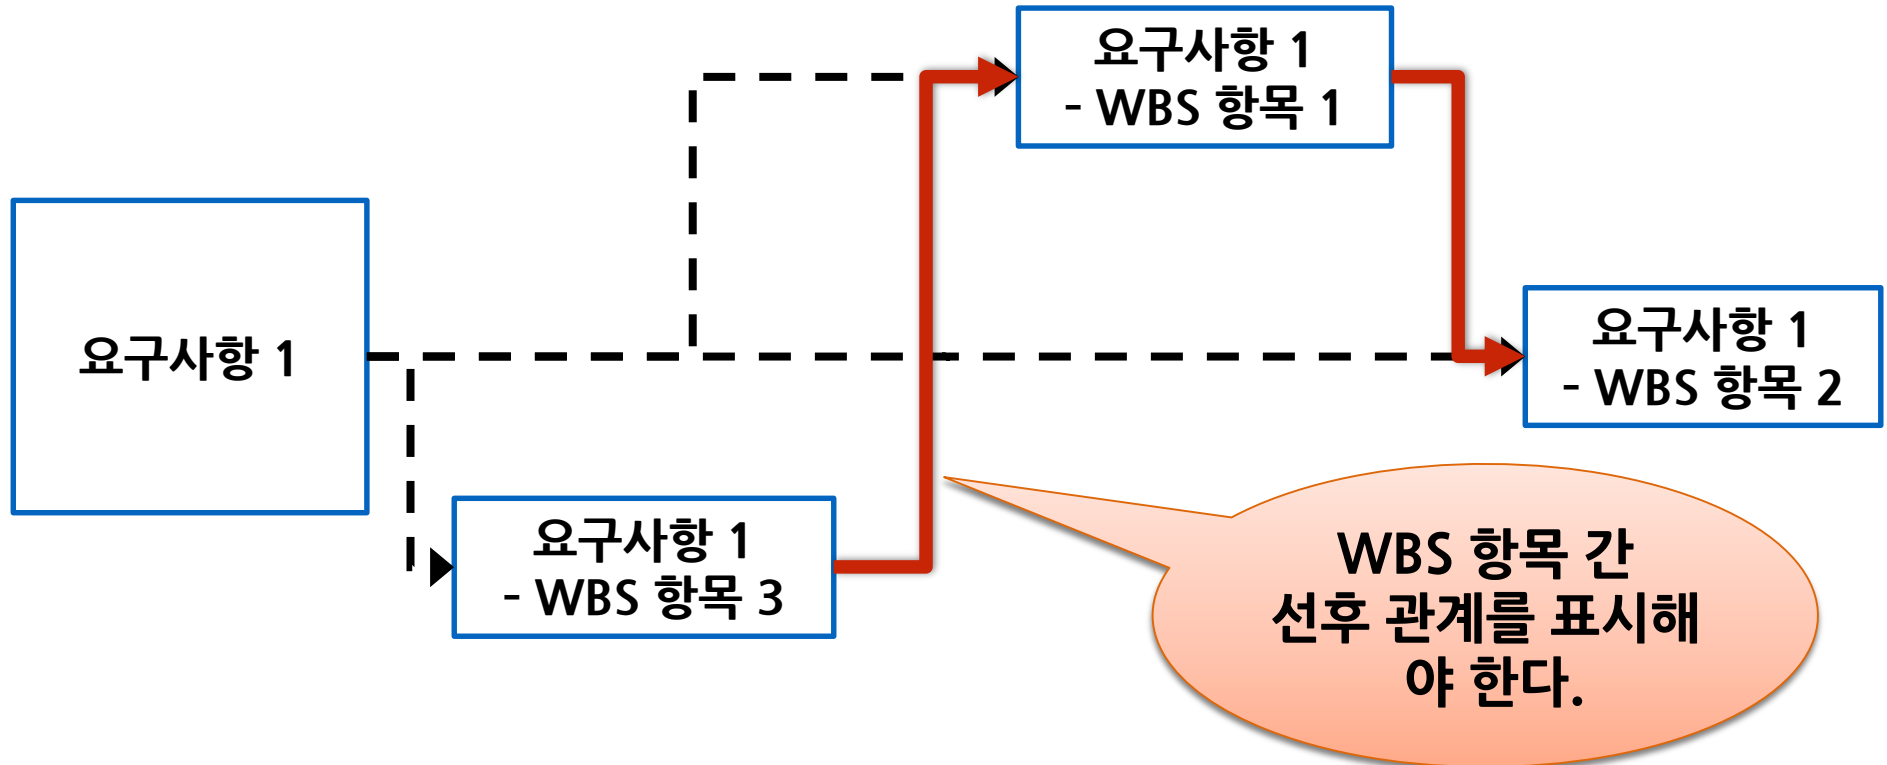 요구사항 1
- WBS 항목 1
요구사항 1
요구사항 1
- WBS 항목 2
요구사항 1
- WBS 항목 3
WBS 항목 간
선후 관계를 표시해
야 한다.